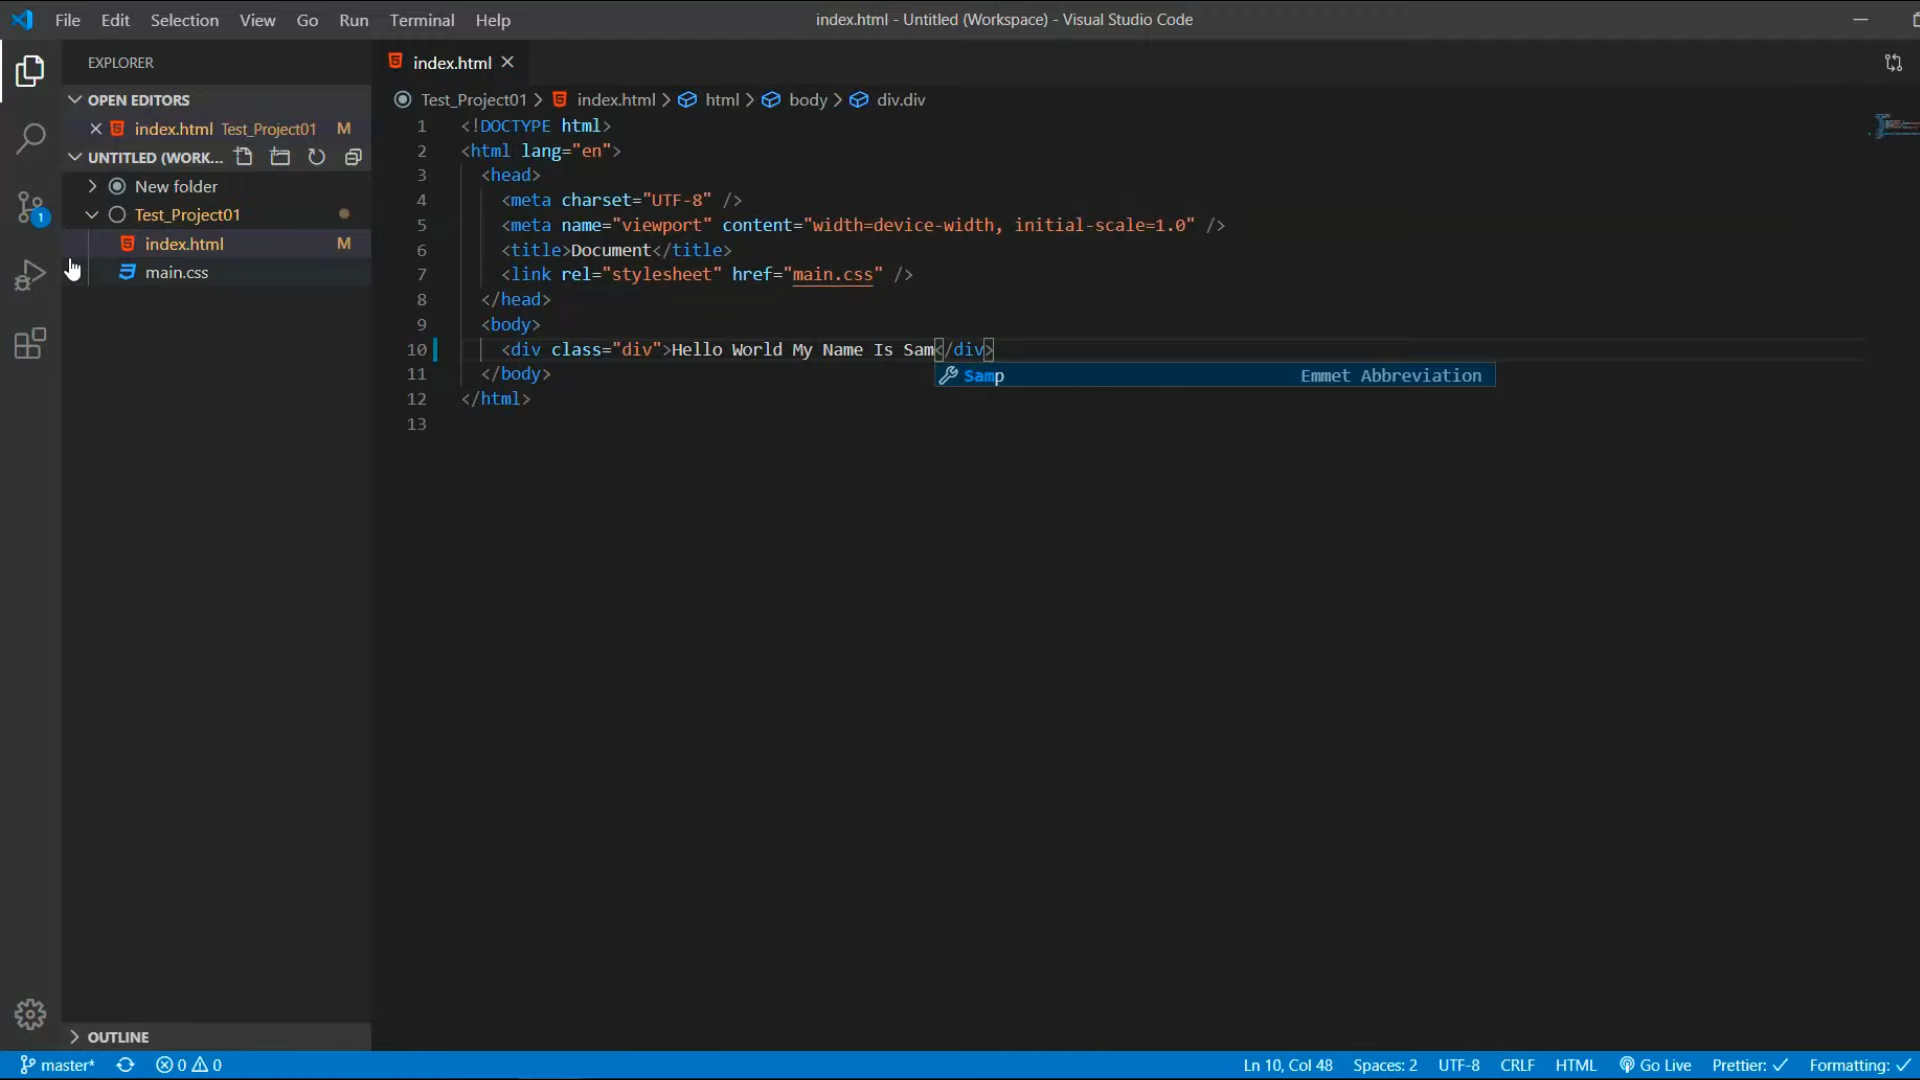 File Edit Selection View Go Run Terminal Help
index.html - Untitled (Workspace) - Visual Studio Code
EXPLORER
OPEN EDITORS
index.html Test_Project01 M
UNTITLED (WORK...
New folder
Test_Project01
index.html M
main.css
OUTLINE
index.html
Test_Project01 > index.html > html > body > div.div
1 <!DOCTYPE html>
2 <html lang="en">
3 <head>
4 <meta charset="UTF-8" />
5 <meta name="viewport" content="width=device-width, initial-scale=1.0" />
6 <title>Document</title>
7 <link rel="stylesheet" href="main.css" />
8 </head>
9 <body>
10 <div class="div">Hello World My Name Is Sam</div>
Samp Emmet Abbreviation
11 </body>
12 </html>
13
1
master* 0 0 Ln 10, Col 48 Spaces: 2 UTF-8 CRLF HTML Go Live Prettier: ✓ Formatting: ✓